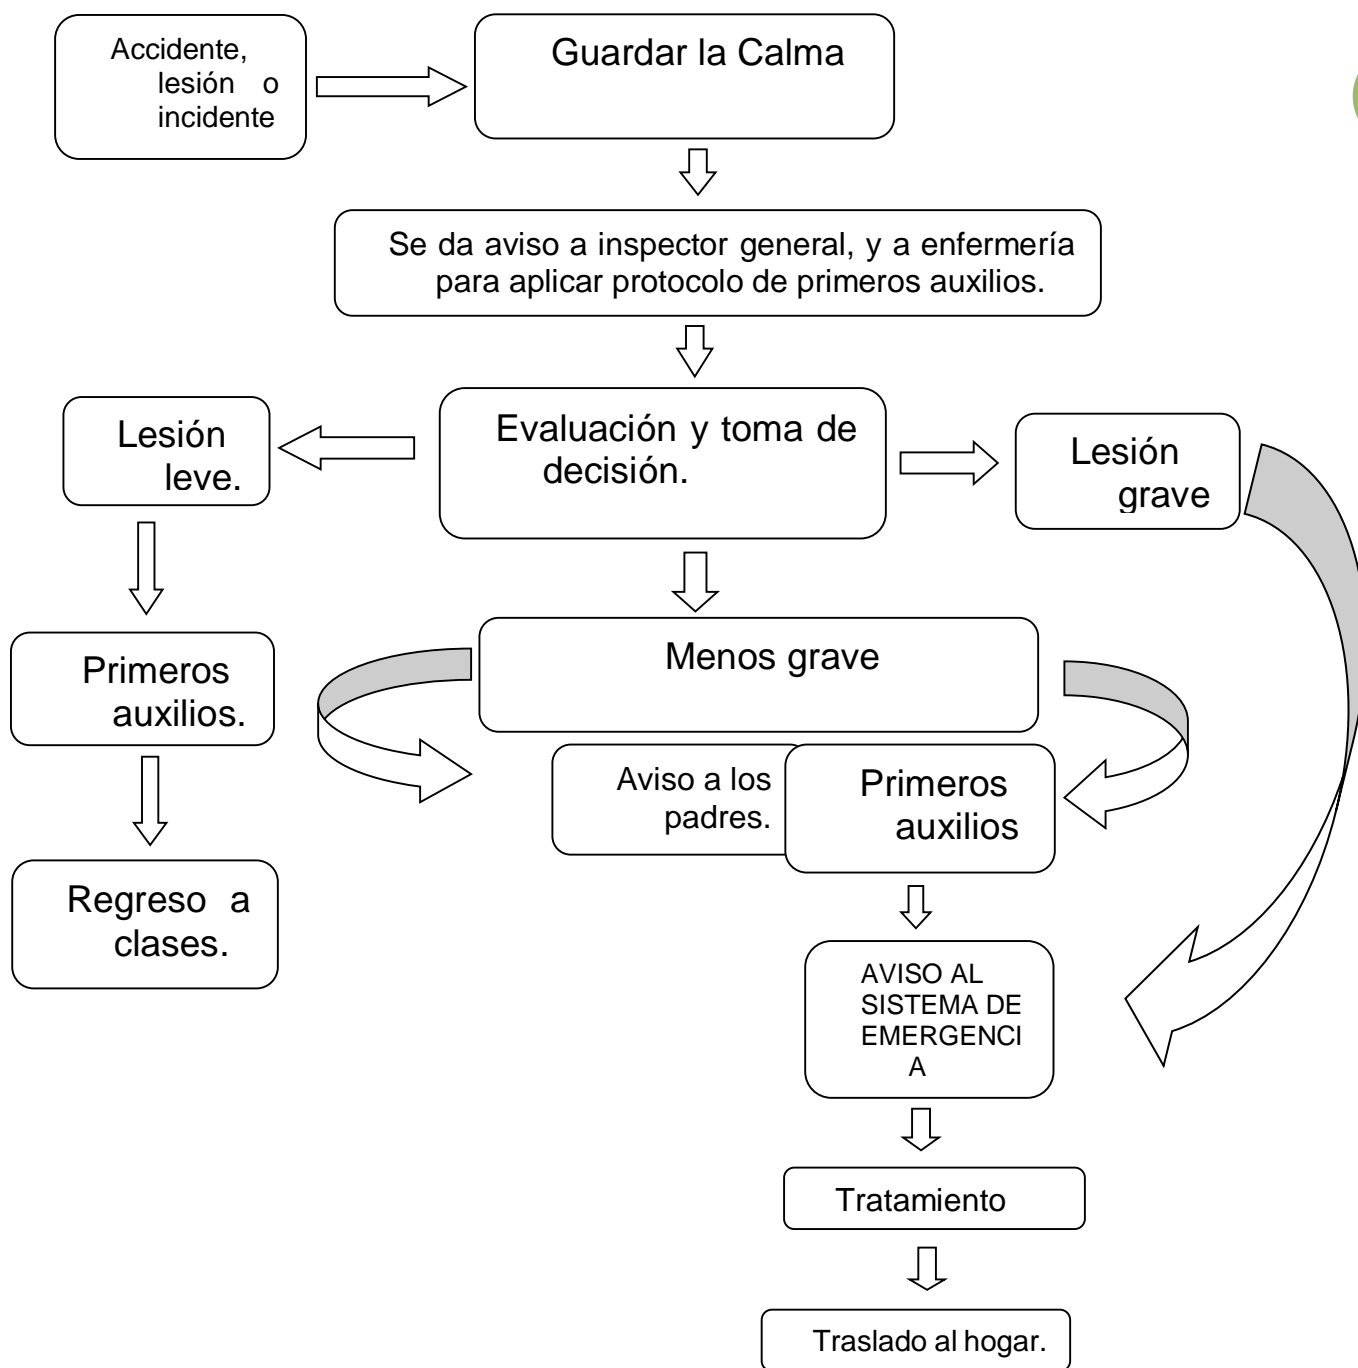 Accidente,
lesión o
incidente
Guardar la Calma
Se da aviso a inspector general, y a enfermería
para aplicar protocolo de primeros auxilios.
Lesión
leve.
Evaluación y toma de
decisión.
Lesión
grave
Primeros
auxilios.
Menos grave
Aviso a los
padres.
Primeros
auxilios
Regreso a
clases.
AVISO AL
SISTEMA DE
EMERGENCI
A
Tratamiento
Traslado al hogar.